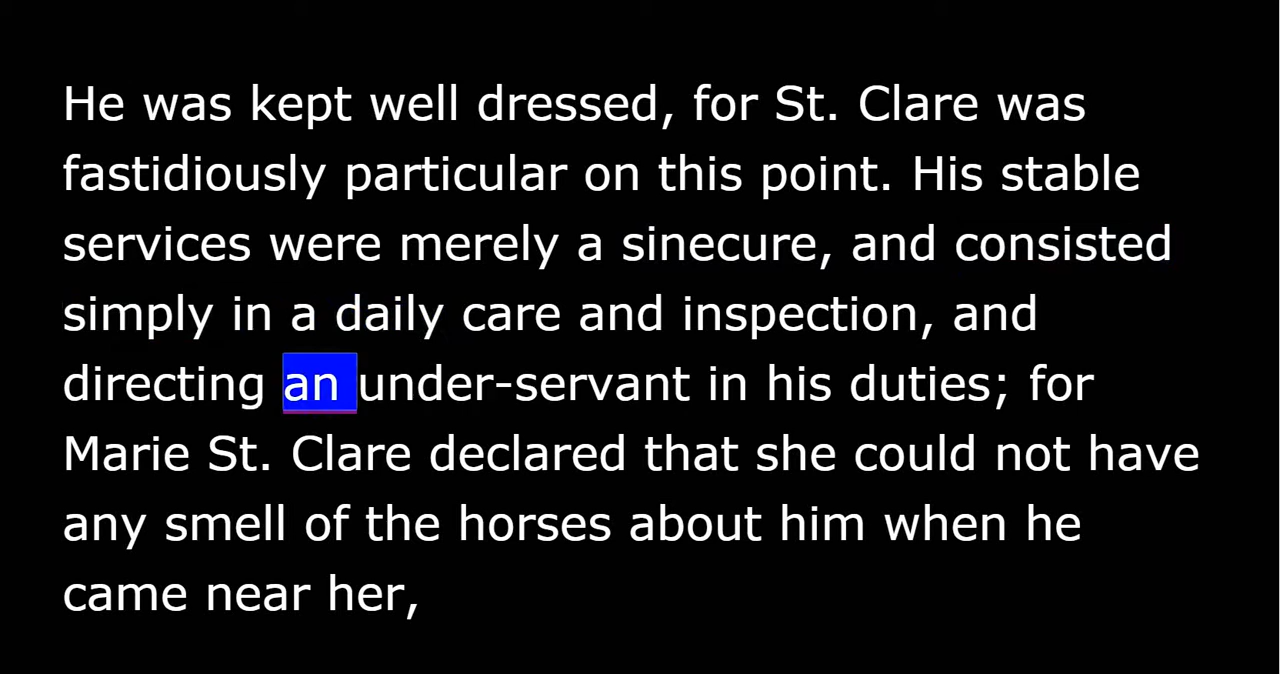 He was kept well dressed, for St. Clare was
fastidiously particular on this point. His stable
services were merely a sinecure, and consisted
simply in a daily care and inspection, and
directing an under-servant in his duties; for
Marie St. Clare declared that she could not have
any smell of the horses about him when he
came near her,